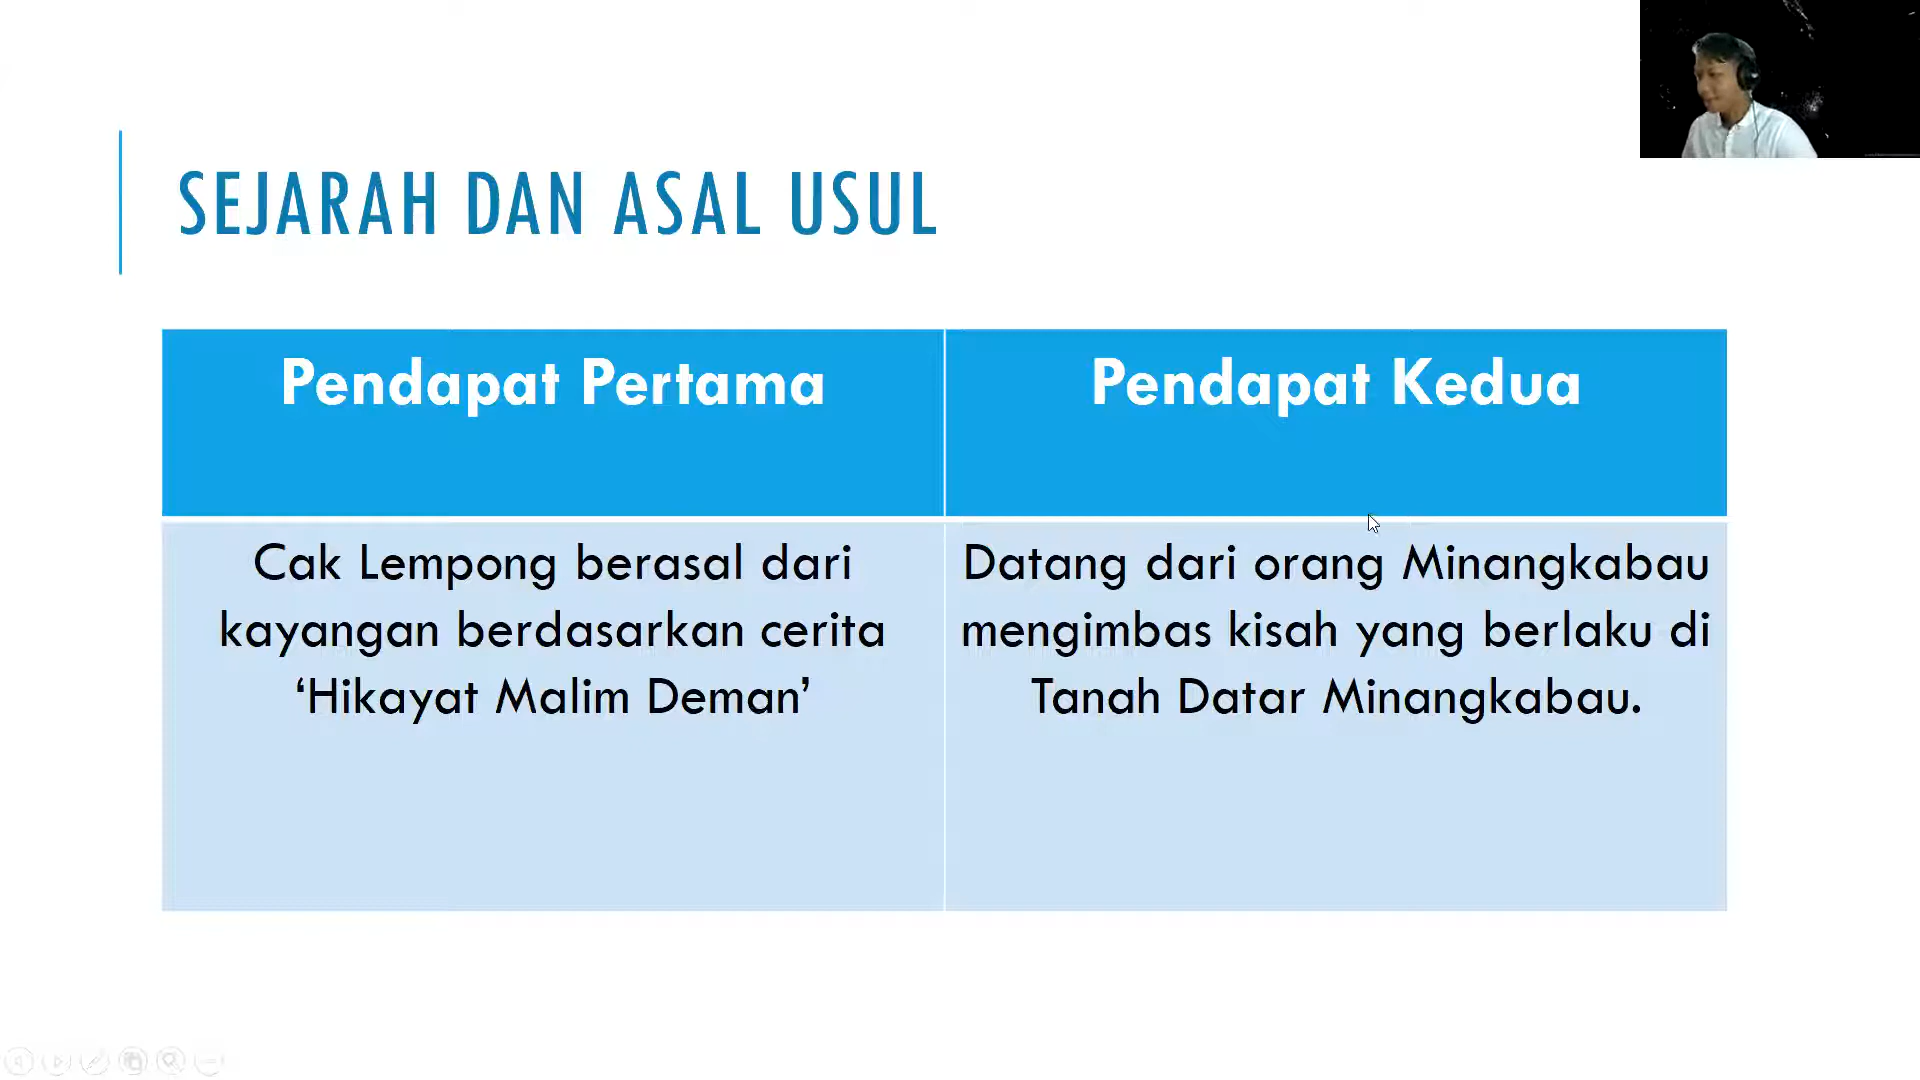 SEJARAH DAN ASAL USUL
Pendapat Pertama
Pendapat Kedua
Cak Lempong berasal dari
kayangan berdasarkan cerita
‘Hikayat Malim Deman’
Datang dari orang Minangkabau
mengimbas kisah yang berlaku di
Tanah Datar Minangkabau.